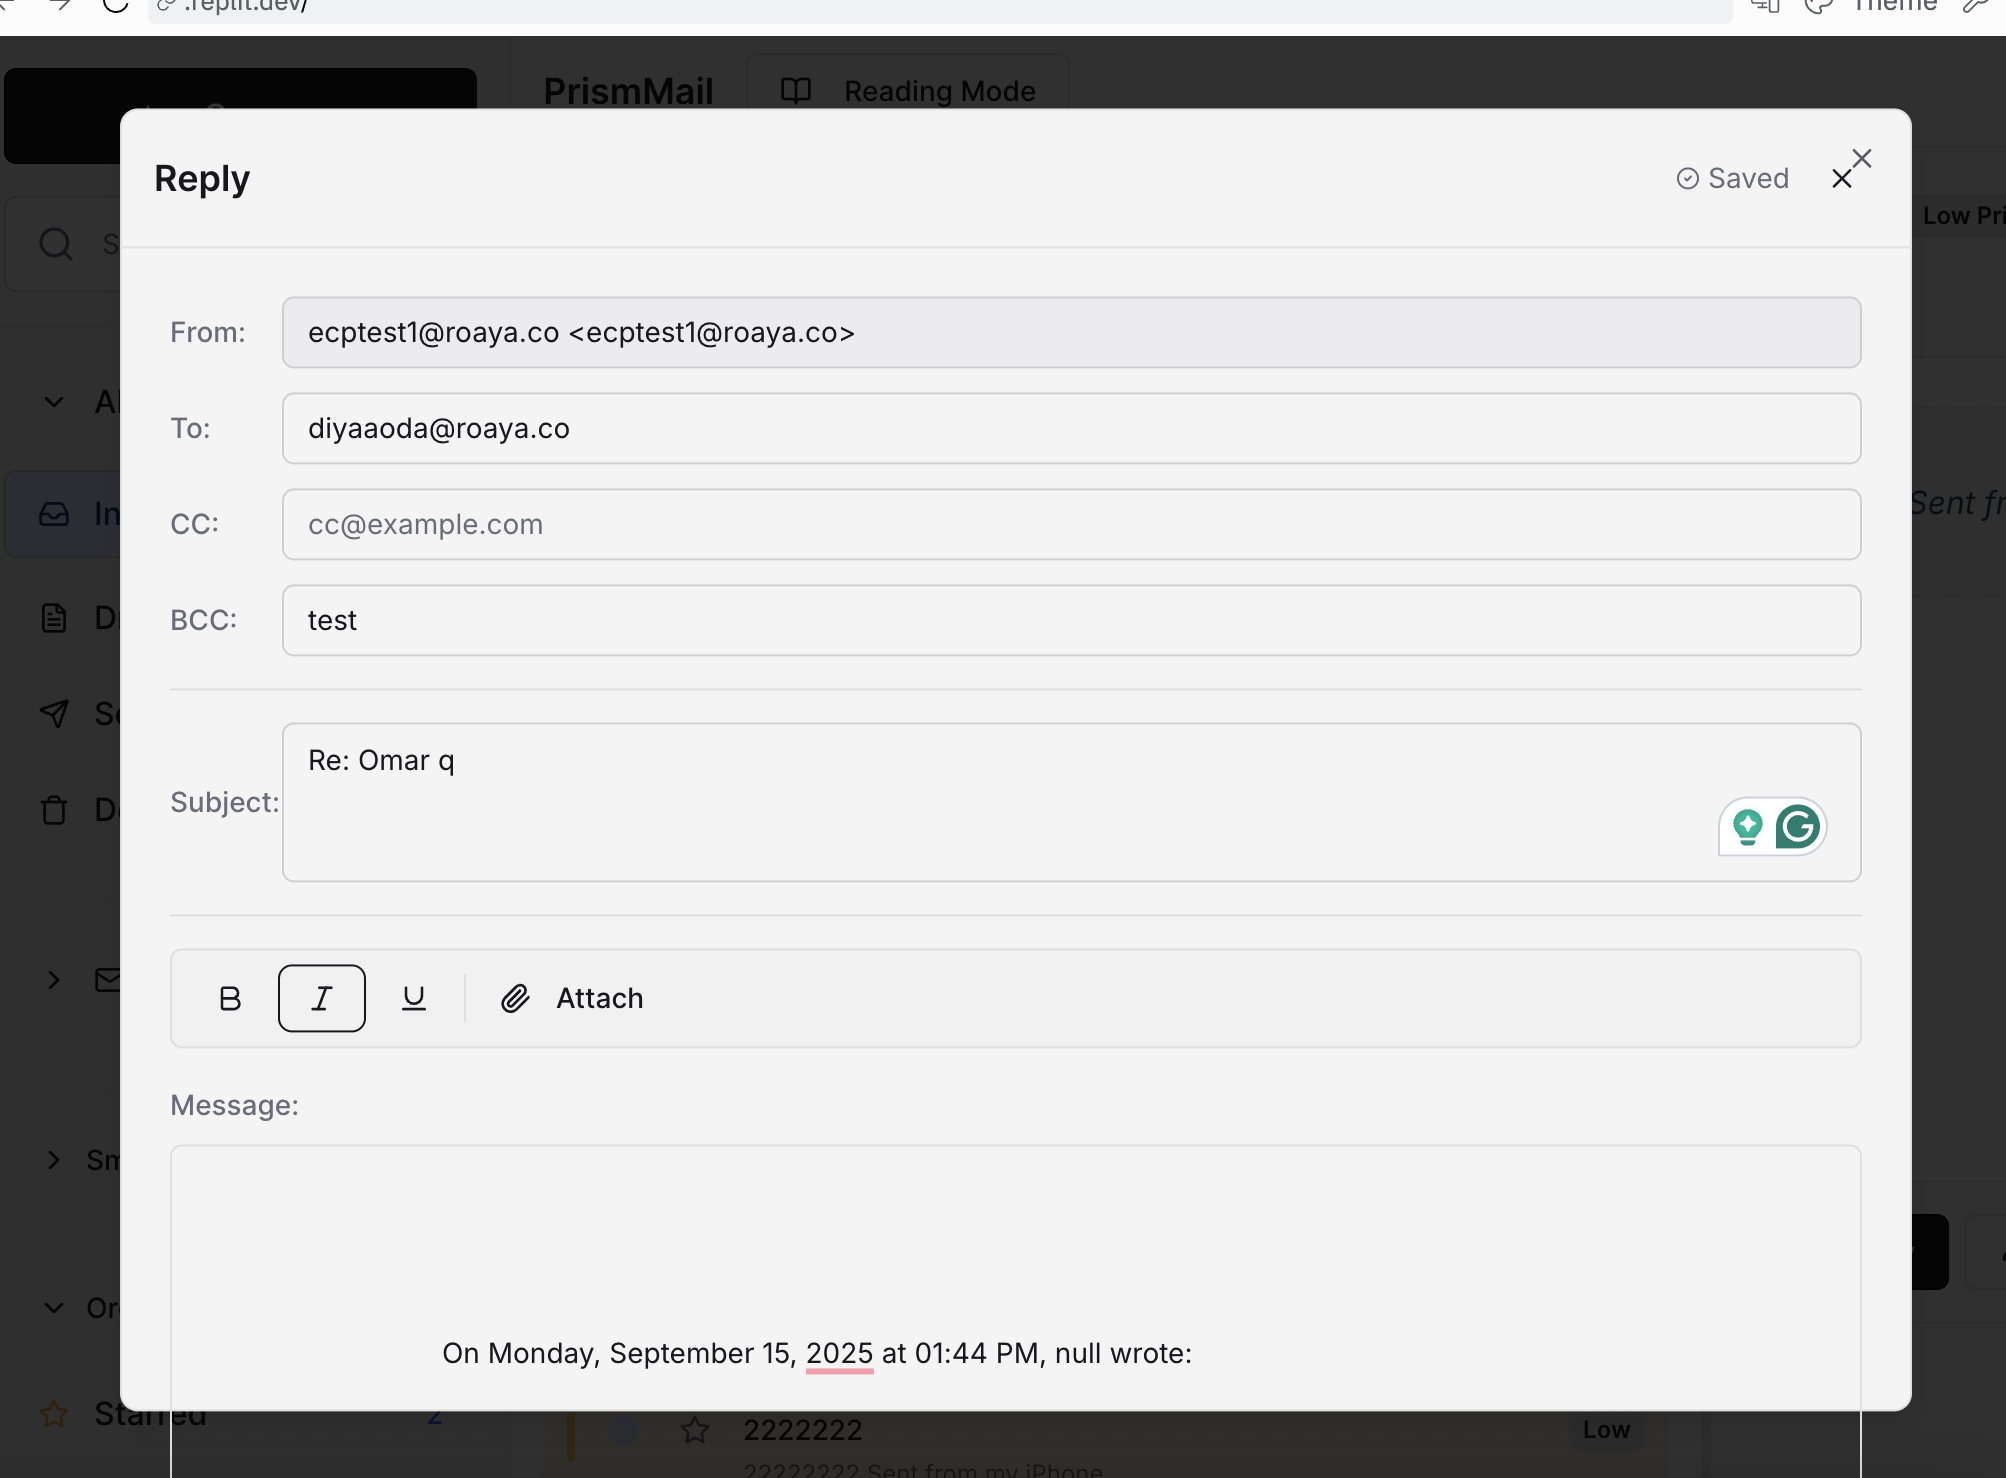 .replit.dev/
Theme
PrismMail
Reading Mode
Reply
Saved
Low Pri
From:
ecptest1@roaya.co <ecptest1@roaya.co>
To:
diyaaoda@roaya.co
CC:
cc@example.com
Sent fr
BCC:
test
Subject:
Re: Omar q
B I U Attach
Message:
On Monday, September 15, 2025 at 01:44 PM, null wrote:
Starred 2
2222222
Low
22222222 Sent from my iPhone